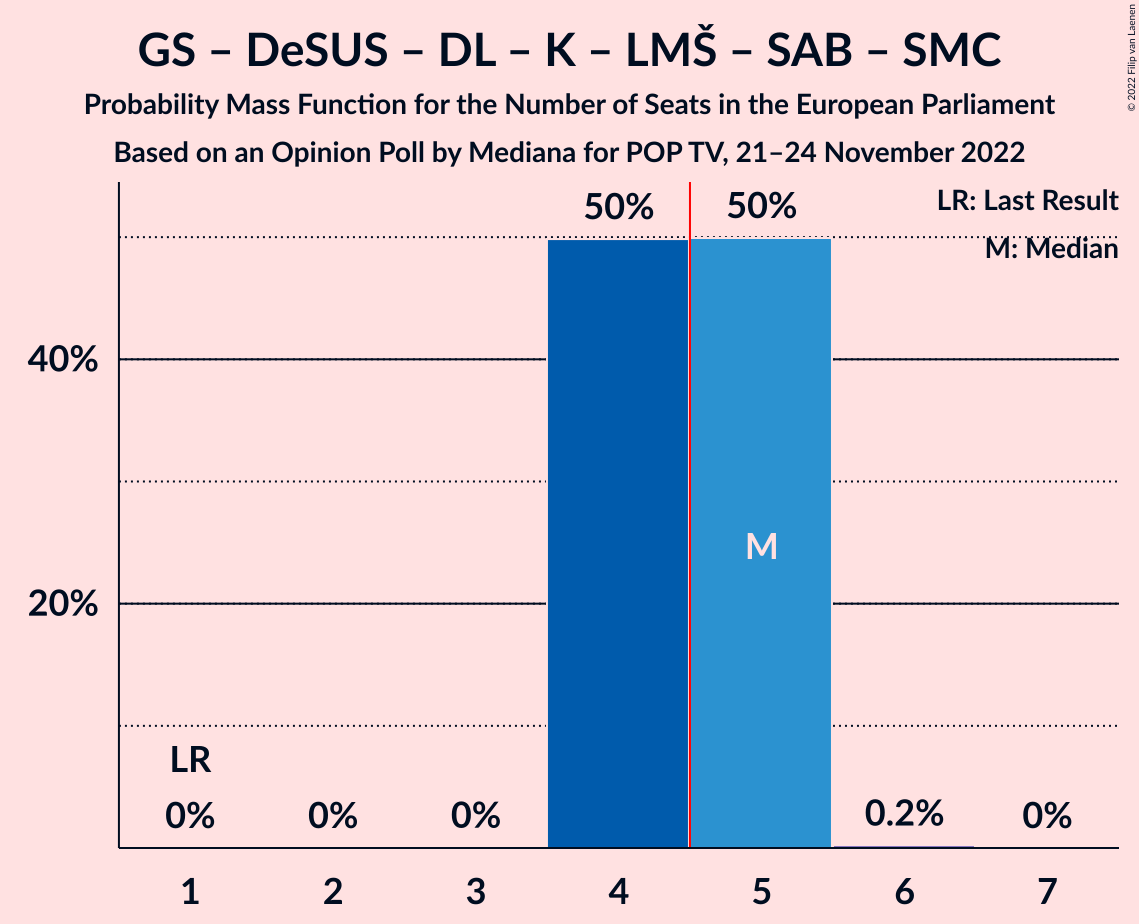 GS – DeSUS – DL – K – LMŠ – SAB – SMC
Probability Mass Function for the Number of Seats in the European Parliament
Based on an Opinion Poll by Mediana for POP TV, 21–24 November 2022
© 2022 Filip van Laenen
50% 50%
LR: Last Result
M: Median
40%
M
20%
LR
0% 0% 0% 0.2% 0%
1 2 3 4 5 6 7